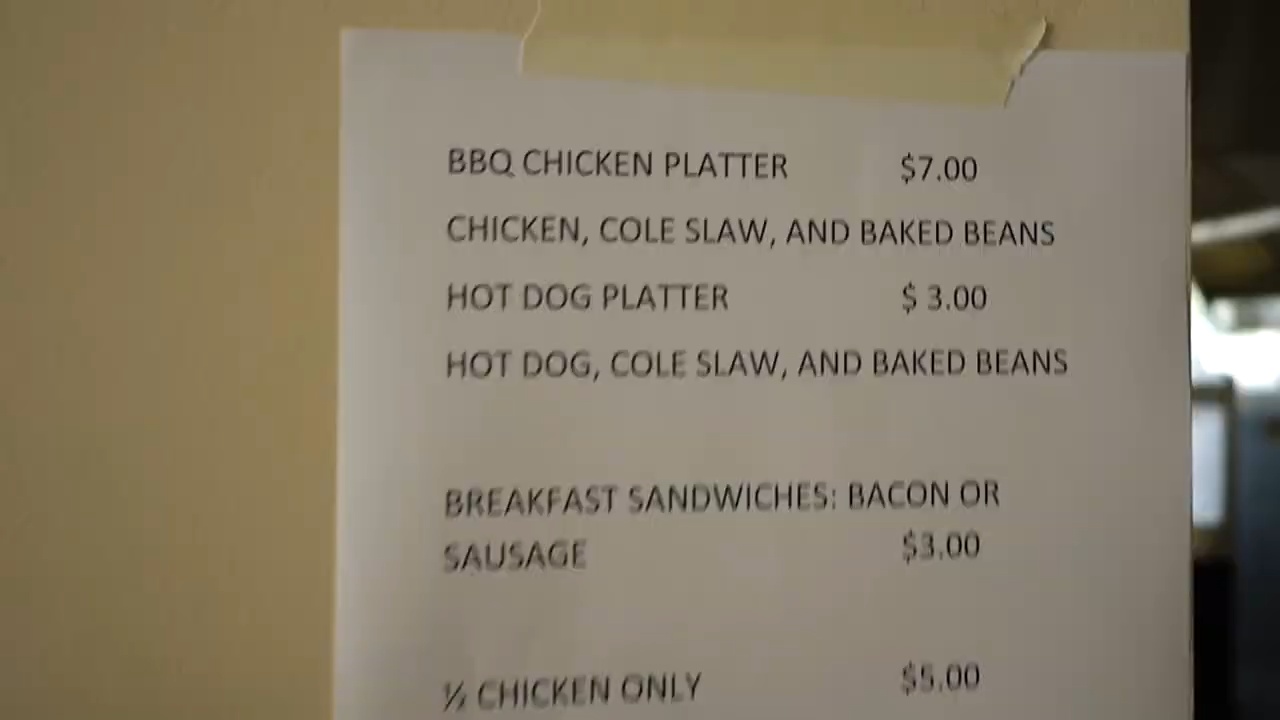 BBQ CHICKEN PLATTER $7.00
CHICKEN, COLE SLAW, AND BAKED BEANS
HOT DOG PLATTER $ 3.00
HOT DOG, COLE SLAW, AND BAKED BEANS
BREAKFAST SANDWICHES: BACON OR
SAUSAGE $3.00
½ CHICKEN ONLY $5.00